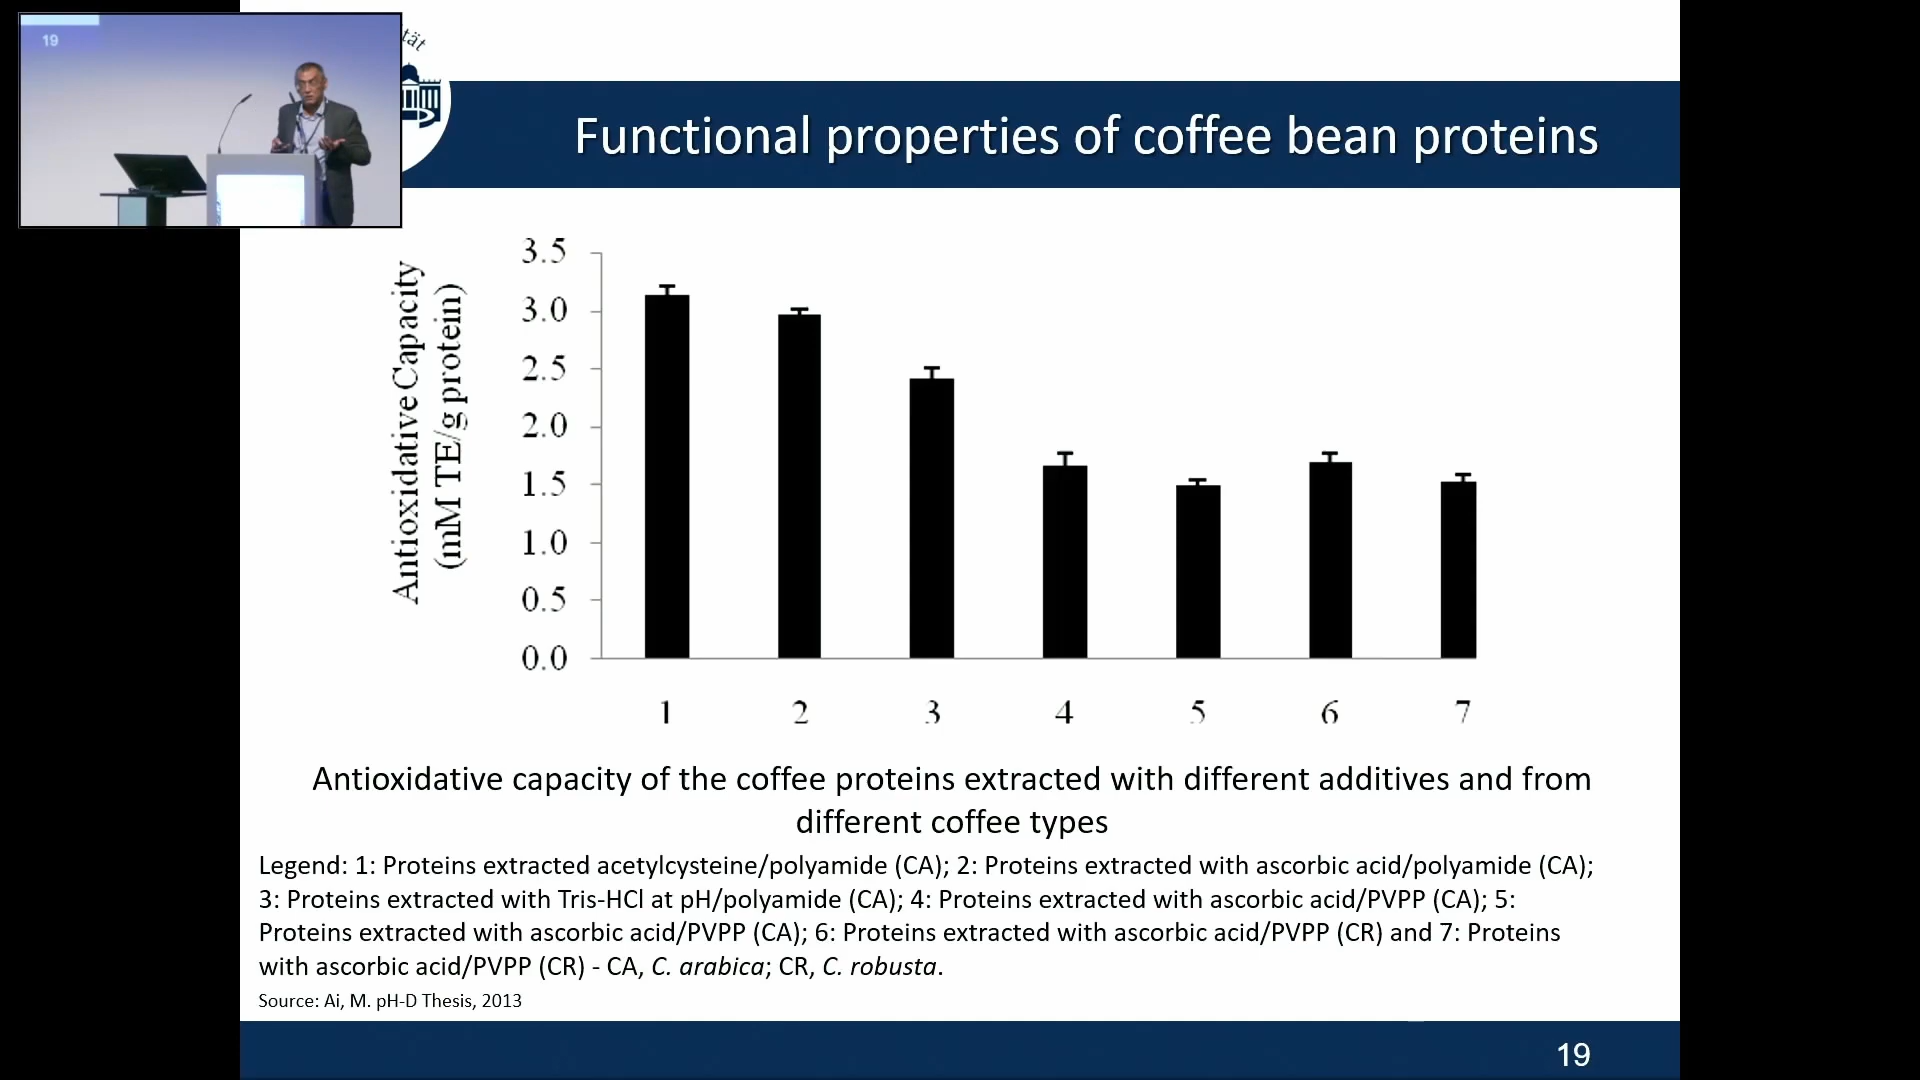 19
tät
Functional properties of coffee bean proteins
Antioxidative Capacity
(mM TE/g protein)
3.5
3.0
2.5
2.0
1.5
1.0
0.5
0.0
1 2 3 4 5 6 7
Antioxidative capacity of the coffee proteins extracted with different additives and from
different coffee types
Legend: 1: Proteins extracted acetylcysteine/polyamide (CA); 2: Proteins extracted with ascorbic acid/polyamide (CA);
3: Proteins extracted with Tris-HCl at pH/polyamide (CA); 4: Proteins extracted with ascorbic acid/PVPP (CA); 5:
Proteins extracted with ascorbic acid/PVPP (CA); 6: Proteins extracted with ascorbic acid/PVPP (CR) and 7: Proteins
with ascorbic acid/PVPP (CR) - CA, C. arabica; CR, C. robusta.
Source: Ai, M. pH-D Thesis, 2013
19